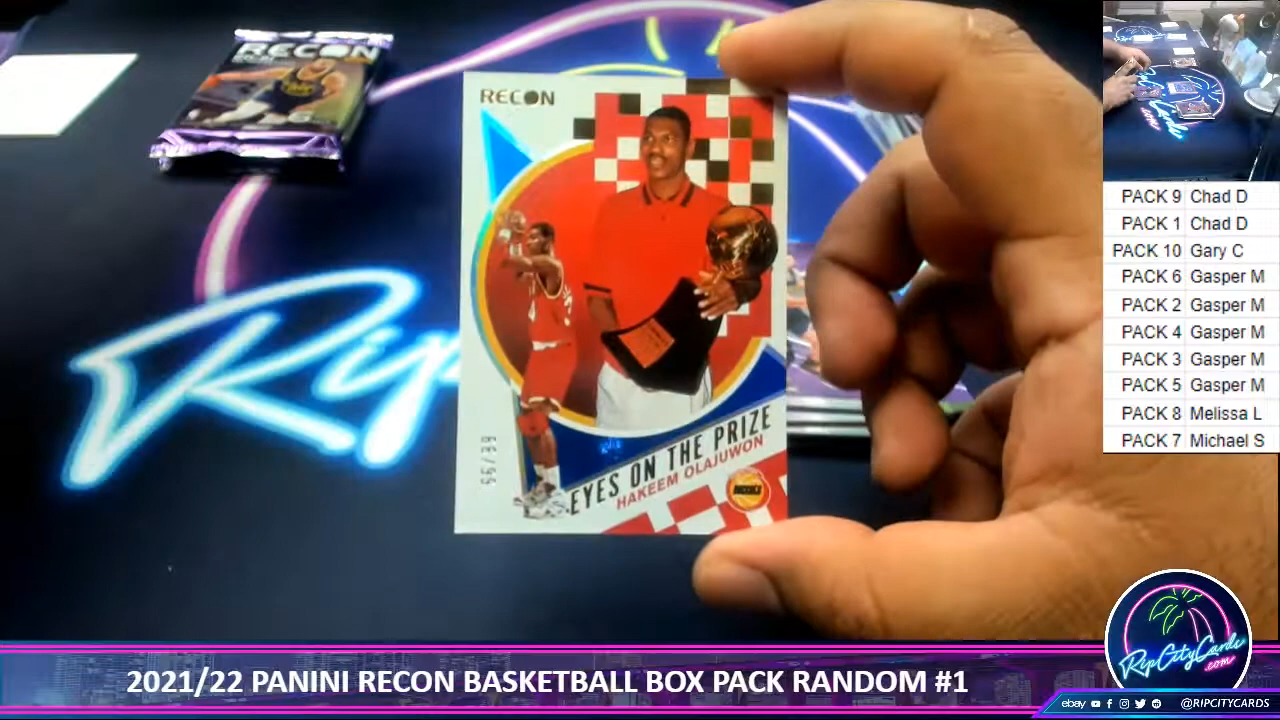 RECON
RECON
EYES ON THE PRIZE
HAKEEM OLAJUWON
Rip
PACK 9 Chad D
PACK 1 Chad D
PACK 10 Gary C
PACK 6 Gasper M
PACK 2 Gasper M
PACK 4 Gasper M
PACK 3 Gasper M
PACK 5 Gasper M
PACK 8 Melissa L
PACK 7 Michael S
2021/22 PANINI RECON BASKETBALL BOX PACK RANDOM #1
RipCityCards
.com
ebay @RIPCITYCARDS